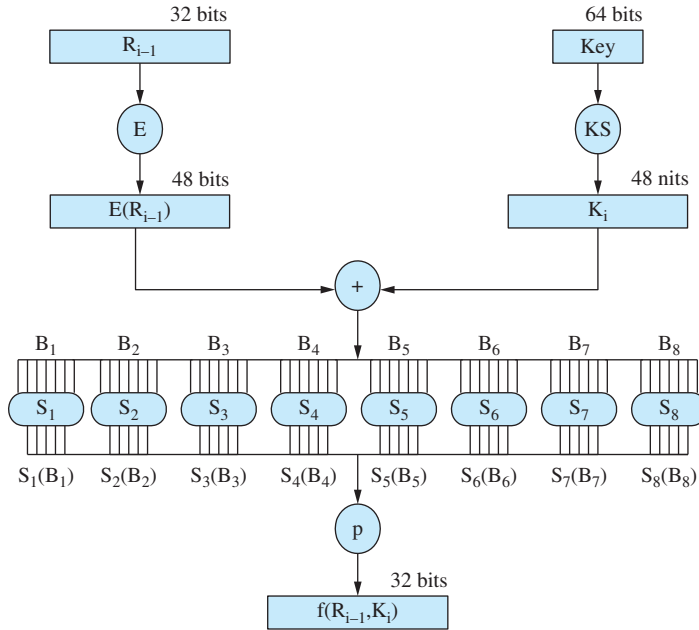 32 bits
64 bits
R_{i–1}
Key
E
KS
48 bits
48 nits
E(R_{i–1})
K_i
+
B_1 B_2 B_3 B_4 B_5 B_6 B_7 B_8
S_1 S_2 S_3 S_4 S_5 S_6 S_7 S_8
S_1(B_1) S_2(B_2) S_3(B_3) S_4(B_4) S_5(B_5) S_6(B_6) S_7(B_7) S_8(B_8)
p
32 bits
f(R_{i–1},K_i)